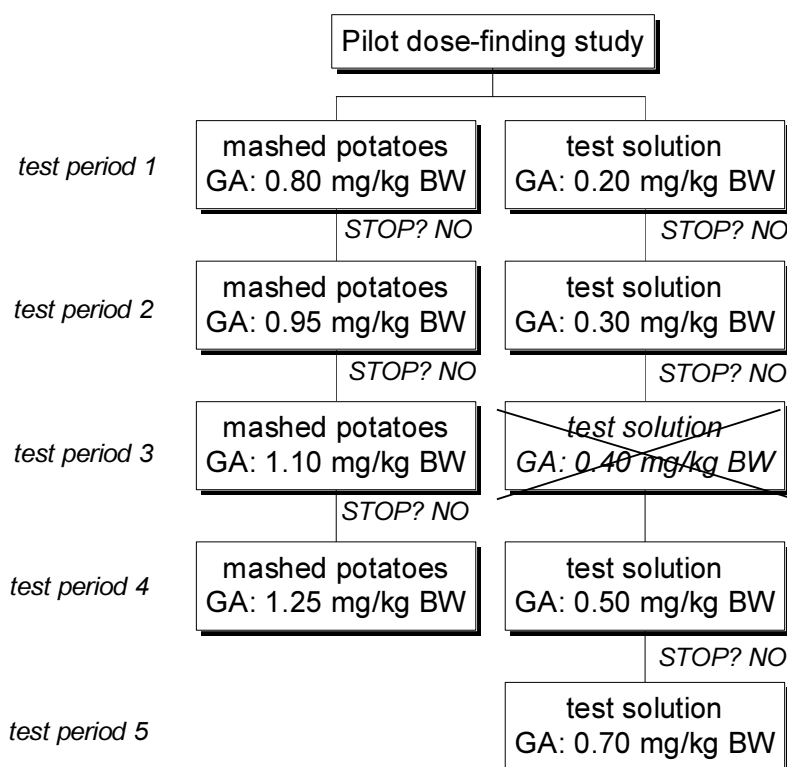 Pilot dose-finding study
test period 1
mashed potatoes
GA: 0.80 mg/kg BW
test solution
GA: 0.20 mg/kg BW
STOP? NO
STOP? NO
test period 2
mashed potatoes
GA: 0.95 mg/kg BW
test solution
GA: 0.30 mg/kg BW
STOP? NO
STOP? NO
test period 3
mashed potatoes
GA: 1.10 mg/kg BW
test solution
GA: 0.40 mg/kg BW
STOP? NO
test period 4
mashed potatoes
GA: 1.25 mg/kg BW
test solution
GA: 0.50 mg/kg BW
STOP? NO
test period 5
test solution
GA: 0.70 mg/kg BW